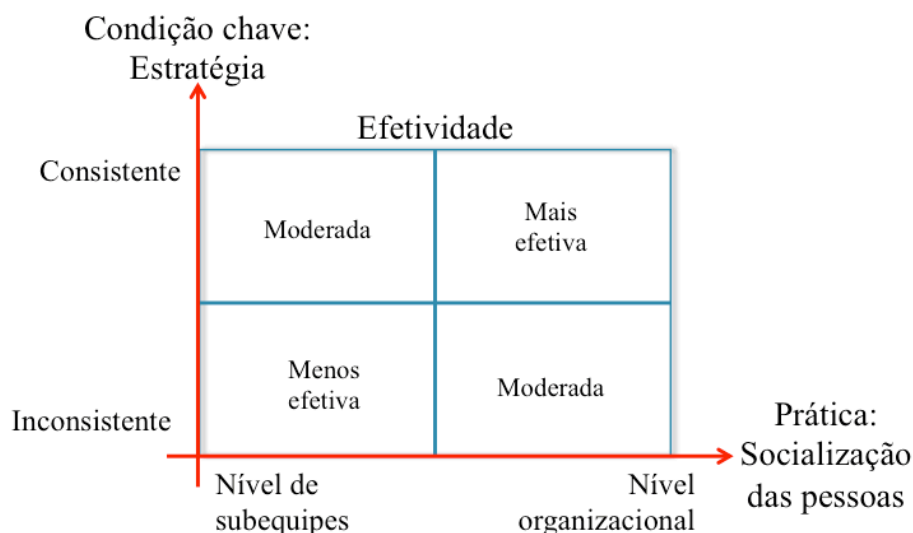 Condição chave:
Estratégia
Efetividade
Consistente
Moderada
Mais
efetiva
Menos
efetiva
Moderada
Inconsistente
Prática:
Socialização
das pessoas
Nível de
subequipes
Nível
organizacional